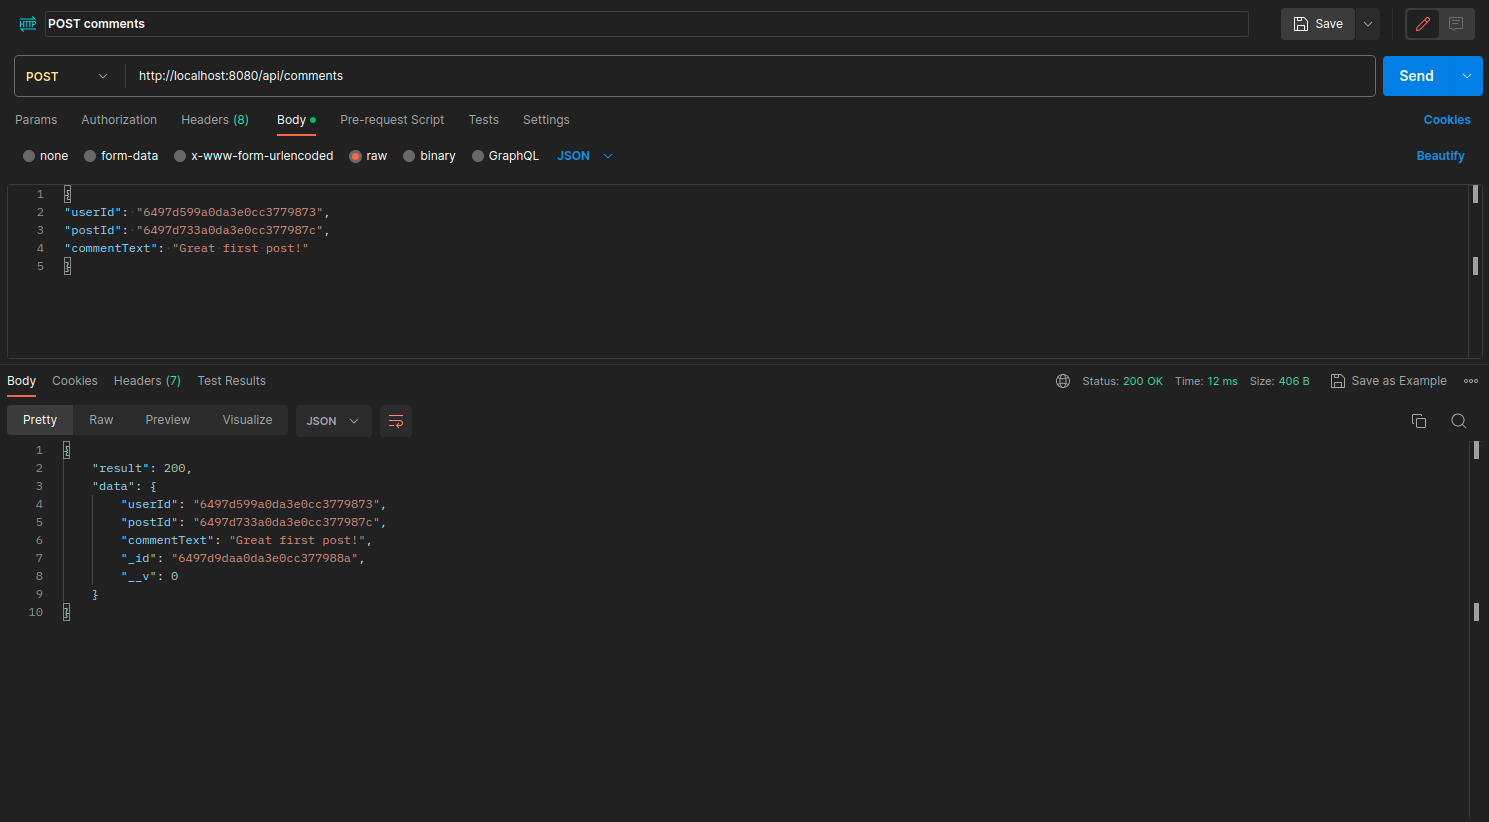 HTTP POST comments Save
POST http://localhost:8080/api/comments Send
Params Authorization Headers (8) Body Pre-request Script Tests Settings Cookies
none form-data x-www-form-urlencoded raw binary GraphQL JSON Beautify
1 {
2 "userId": "6497d599a0da3e0cc3779873",
3 "postId": "6497d733a0da3e0cc377987c",
4 "commentText": "Great first post!"
5 }
Body Cookies Headers (7) Test Results Status: 200 OK Time: 12 ms Size: 406 B Save as Example
Pretty Raw Preview Visualize JSON
1 {
2 "result": 200,
3 "data": {
4 "userId": "6497d599a0da3e0cc3779873",
5 "postId": "6497d733a0da3e0cc377987c",
6 "commentText": "Great first post!",
7 "_id": "6497d9daa0da3e0cc377988a",
8 "__v": 0
9 }
10 }